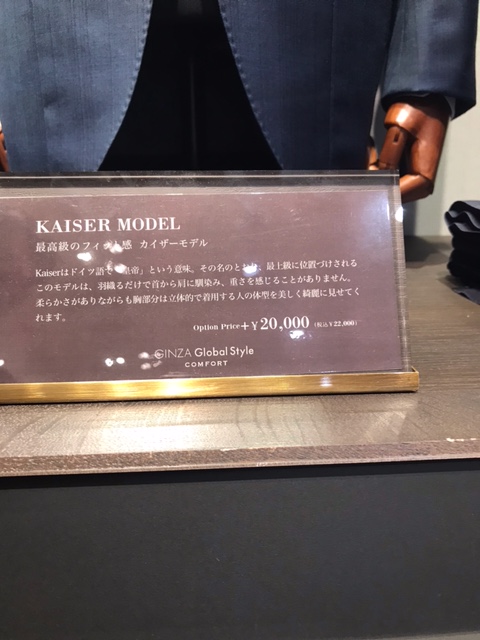 KAISER MODEL
最高級のフィット感 カイザーモデル
Kaiserはドイツ語で「皇帝」という意味。その名のとおり、最上級に位置づけされる
このモデルは、羽織るだけで首から肩に馴染み、重さを感じることがありません。
柔らかさがありながらも胸部分は立体的で着用する人の体型を美しく綺麗に見せてく
れます。
Option Price+¥20,000 (税込¥22,000)
GINZA Global Style
COMFORT